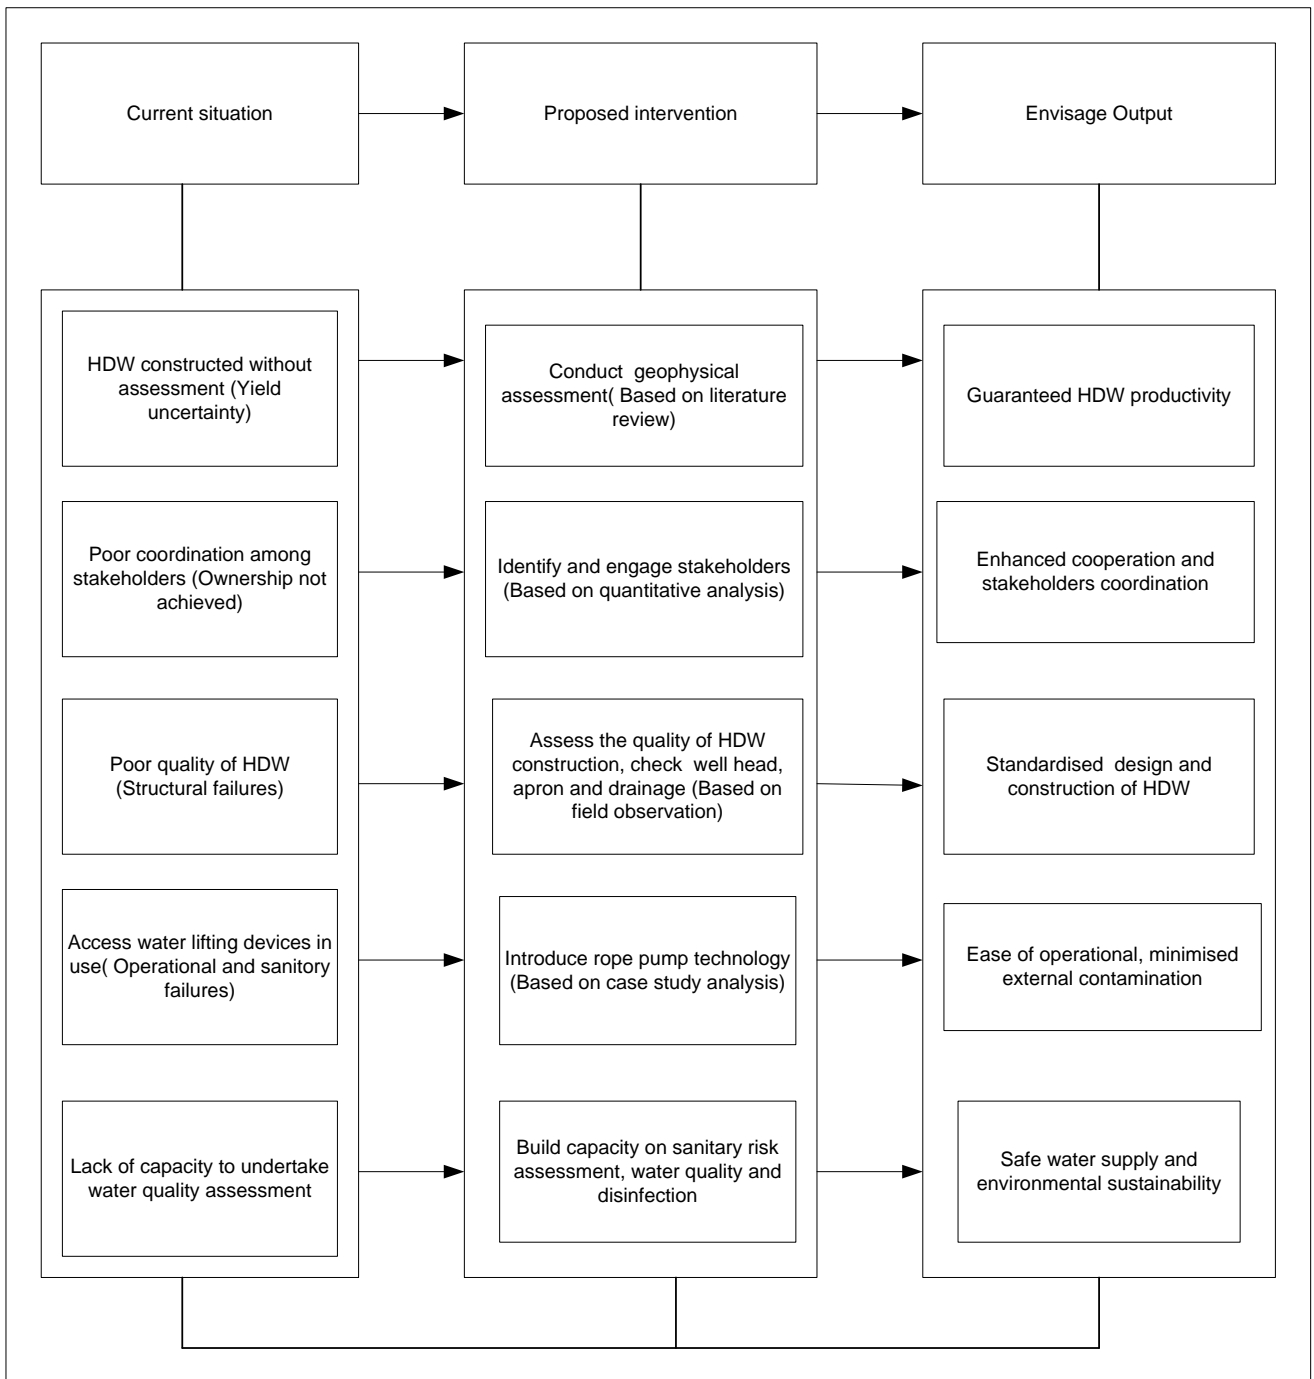 Current situation
Proposed intervention
Envisage Output
HDW constructed without
assessment (Yield
uncertainty)
Conduct  geophysical
assessment( Based on literature
review)
Guaranteed HDW productivity
Poor coordination among
stakeholders (Ownership not
achieved)
Identify and engage stakeholders
(Based on quantitative analysis)
Enhanced cooperation and
stakeholders coordination
Poor quality of HDW
(Structural failures)
Assess the quality of HDW
construction, check  well head,
apron and drainage (Based on
field observation)
Standardised  design and
construction of HDW
Access water lifting devices in
use( Operational and sanitory
failures)
Introduce rope pump technology
(Based on case study analysis)
Ease of operational, minimised
external contamination
Lack of capacity to undertake
water quality assessment
Build capacity on sanitary risk
assessment, water quality and
disinfection
Safe water supply and
environmental sustainability